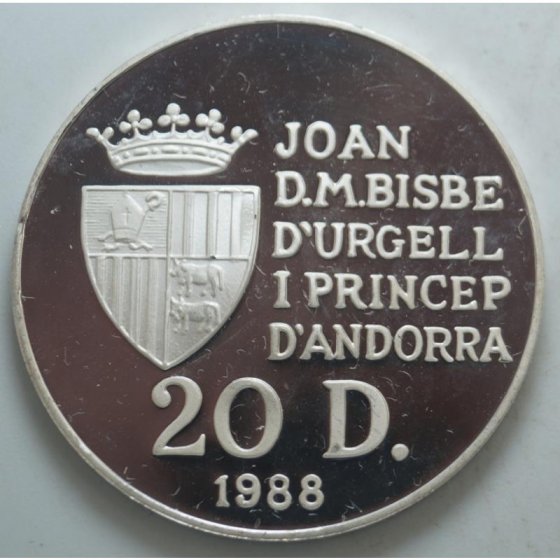 JOAN
D.M.BISBE
D'URGELL
I PRINCEP
D'ANDORRA
20 D.
1988